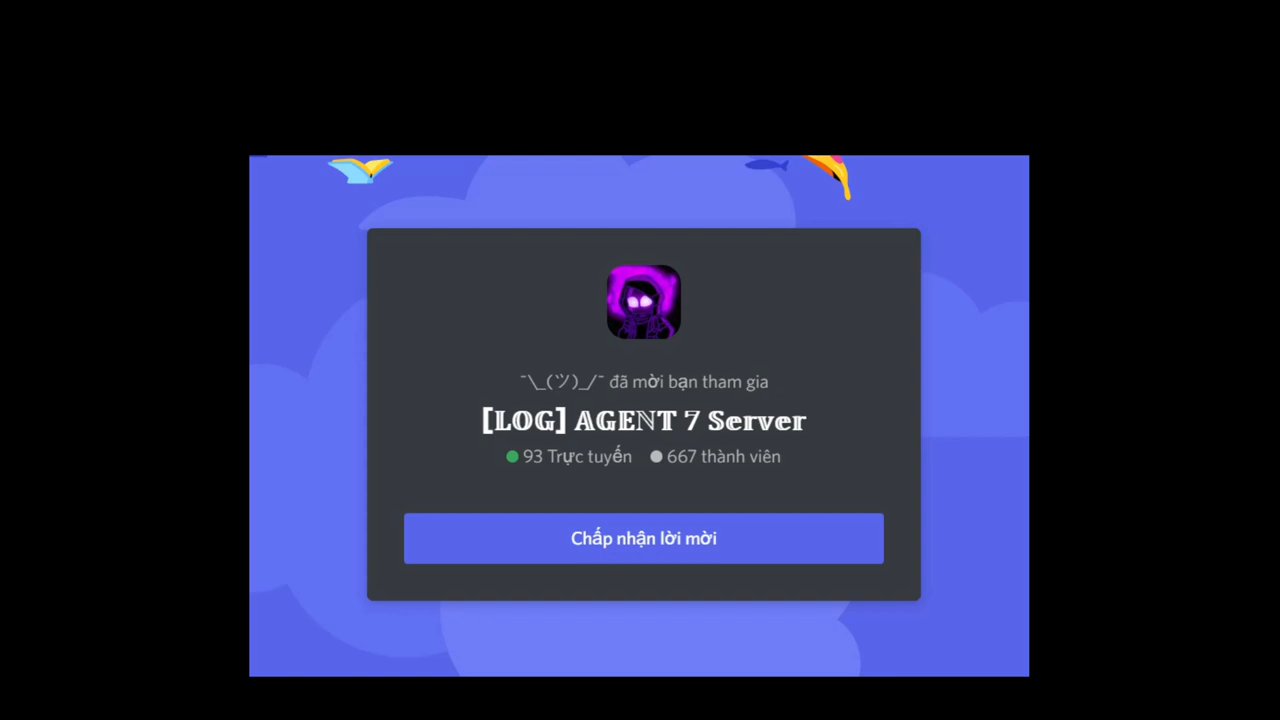 ¯\_(ツ)_/¯ đã mời bạn tham gia
[𝕃𝕆𝔾] 𝔸𝔾𝔼ℕ𝕋 𝟟 𝕊𝕖𝕣𝕧𝕖𝕣
93 Trực tuyến 667 thành viên
Chấp nhận lời mời